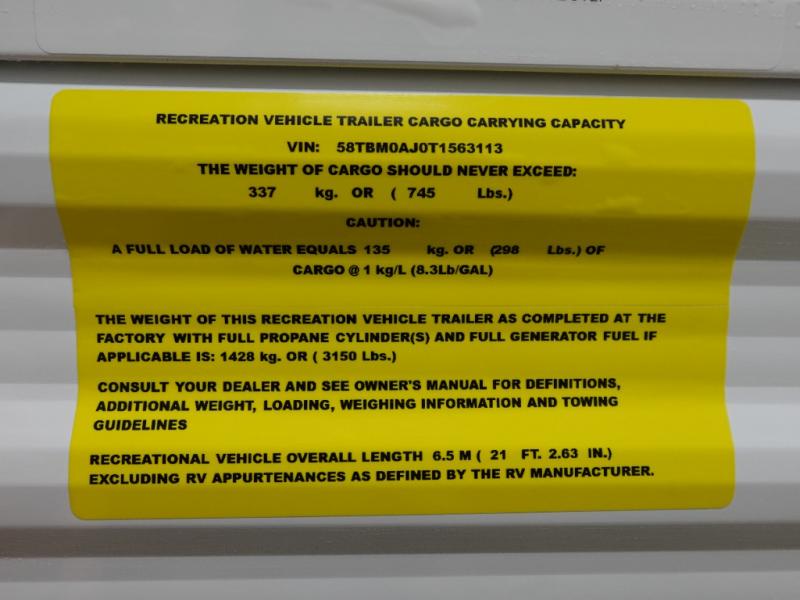 RECREATION VEHICLE TRAILER CARGO CARRYING CAPACITY
VIN: 58TBM0AJ0T1563113
THE WEIGHT OF CARGO SHOULD NEVER EXCEED:
337 kg. OR ( 745 Lbs.)
CAUTION:
A FULL LOAD OF WATER EQUALS 135 kg. OR (298 Lbs.) OF
CARGO @ 1 kg/L (8.3Lb/GAL)
THE WEIGHT OF THIS RECREATION VEHICLE TRAILER AS COMPLETED AT THE
FACTORY WITH FULL PROPANE CYLINDER(S) AND FULL GENERATOR FUEL IF
APPLICABLE IS: 1428 kg. OR ( 3150 Lbs.)
CONSULT YOUR DEALER AND SEE OWNER'S MANUAL FOR DEFINITIONS,
ADDITIONAL WEIGHT, LOADING, WEIGHING INFORMATION AND TOWING
GUIDELINES
RECREATIONAL VEHICLE OVERALL LENGTH 6.5 M ( 21 FT. 2.63 IN.)
EXCLUDING RV APPURTENANCES AS DEFINED BY THE RV MANUFACTURER.